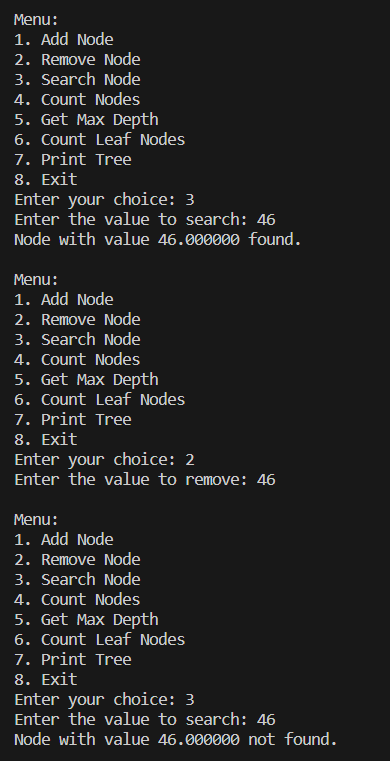 Menu:
1. Add Node
2. Remove Node
3. Search Node
4. Count Nodes
5. Get Max Depth
6. Count Leaf Nodes
7. Print Tree
8. Exit
Enter your choice: 3
Enter the value to search: 46
Node with value 46.000000 found.

Menu:
1. Add Node
2. Remove Node
3. Search Node
4. Count Nodes
5. Get Max Depth
6. Count Leaf Nodes
7. Print Tree
8. Exit
Enter your choice: 2
Enter the value to remove: 46

Menu:
1. Add Node
2. Remove Node
3. Search Node
4. Count Nodes
5. Get Max Depth
6. Count Leaf Nodes
7. Print Tree
8. Exit
Enter your choice: 3
Enter the value to search: 46
Node with value 46.000000 not found.